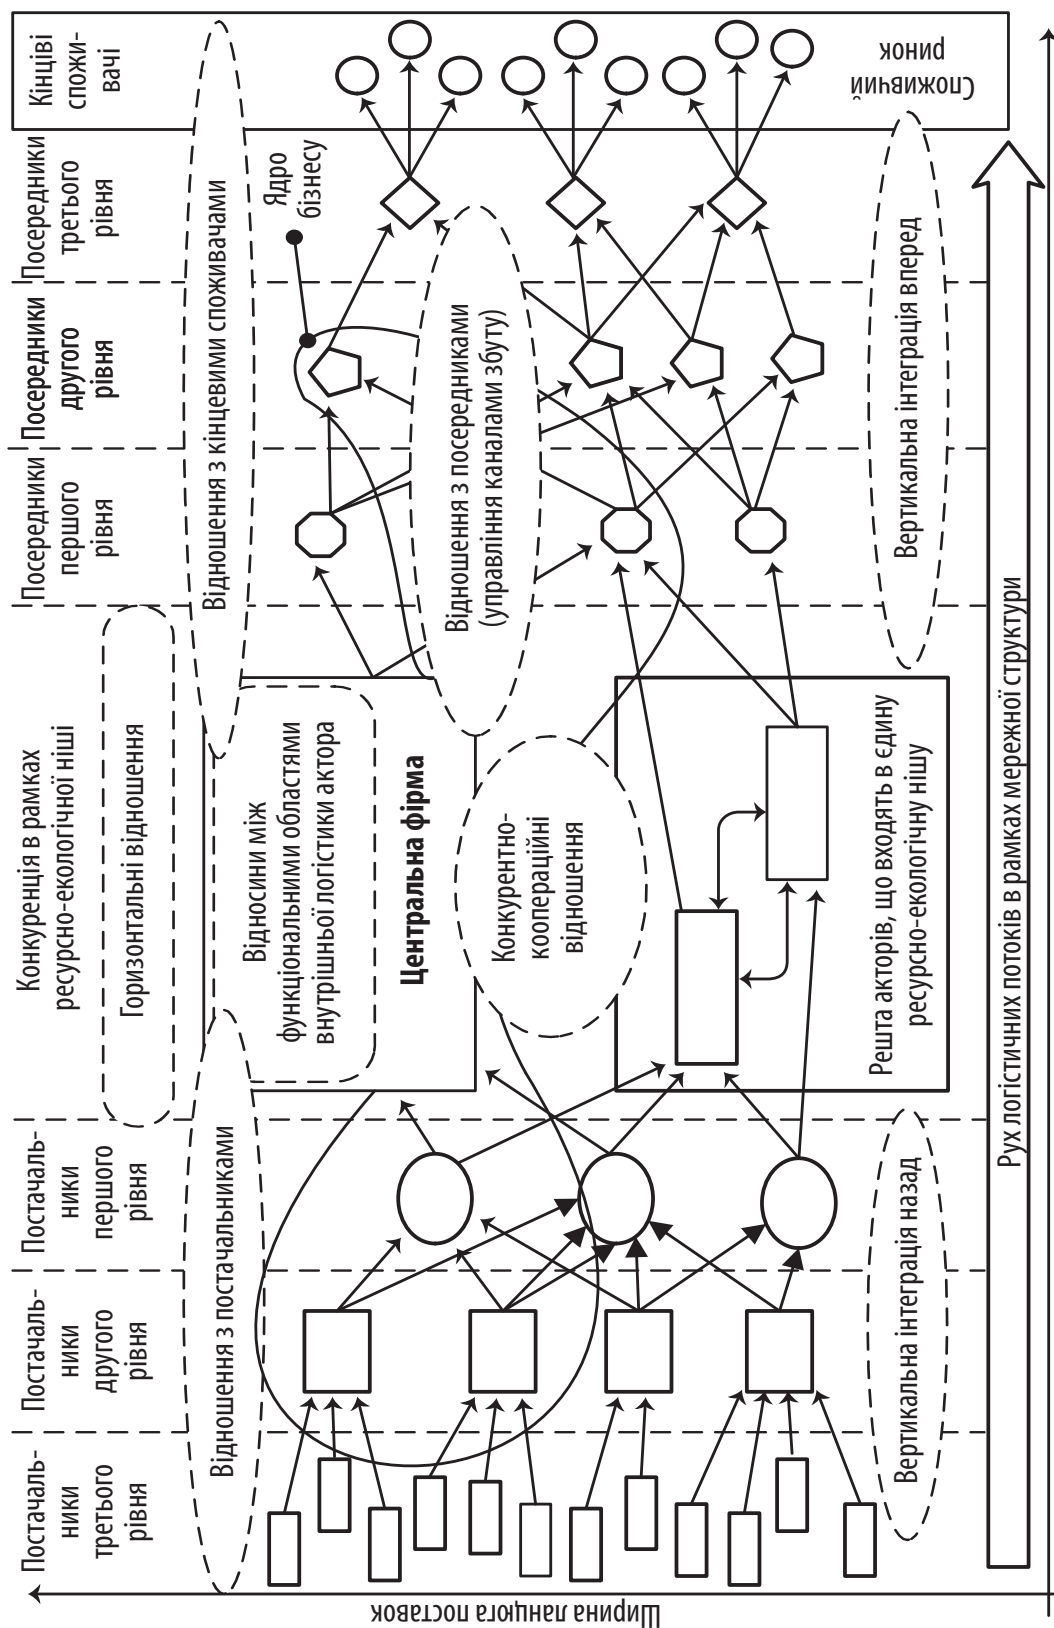 Постачаль-
ники
третього
рівня
Постачаль-
ники
другого
рівня
Постачаль-
ники
першого
рівня
Конкуренція в рамках
ресурсно-екологічної ніші
Посередники
першого
рівня
Посередники
другого
рівня
Посередники
третього
рівня
Кінціві
спожи-
вачі
Горизонтальні відношення
Відношення з постачальниками
Відношення з кінцевими споживачами
Відносини між
функціональними областями
внутрішньої логістики актора
Центральна фірма
Ядро
бізнесу
Конкурентно-
коопераційні
відношення
Відношення з посередниками
(управління каналами збуту)
Решта акторів, що входять в єдину
ресурсно-екологічну нішу
Вертикальна інтеграція назад
Вертикальна інтеграція вперед
Споживчий
ринок
Рух логістичних потоків в рамках мережної структури
Ширина ланцюга поставок